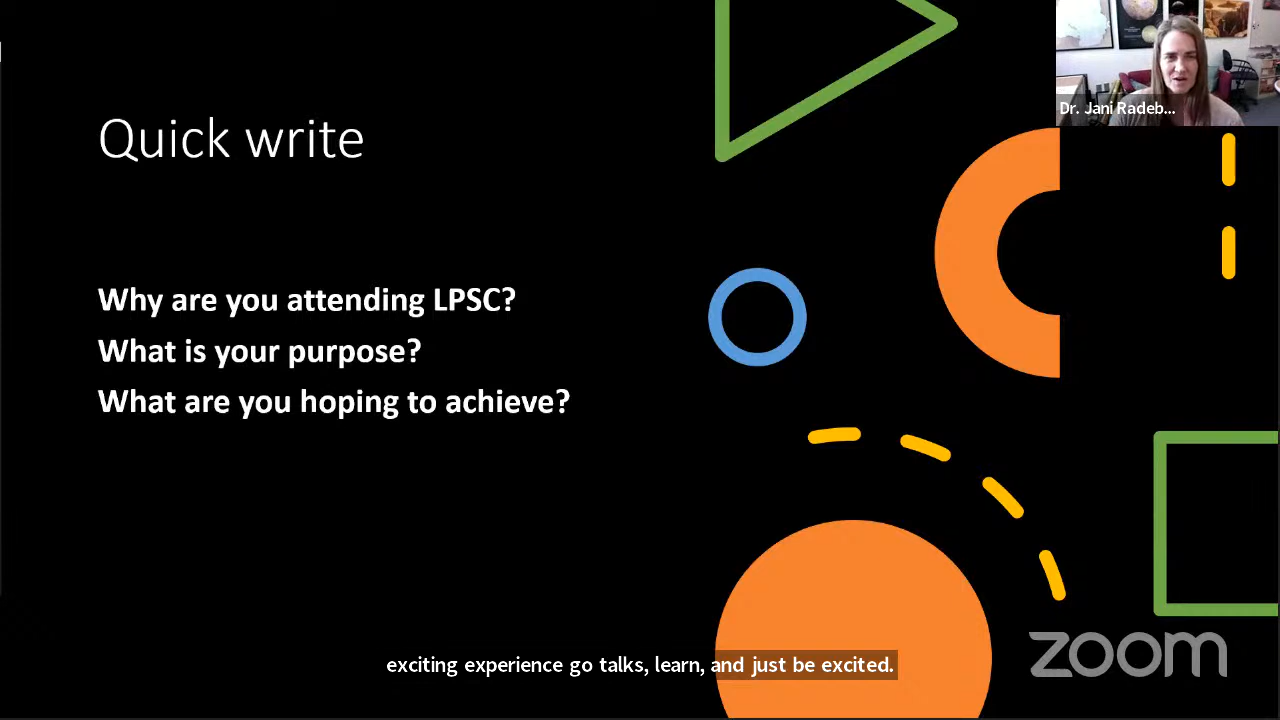 Dr. Jani Radeb...
Quick write
Why are you attending LPSC?
What is your purpose?
What are you hoping to achieve?
exciting experience go talks, learn, and just be excited.
zoom